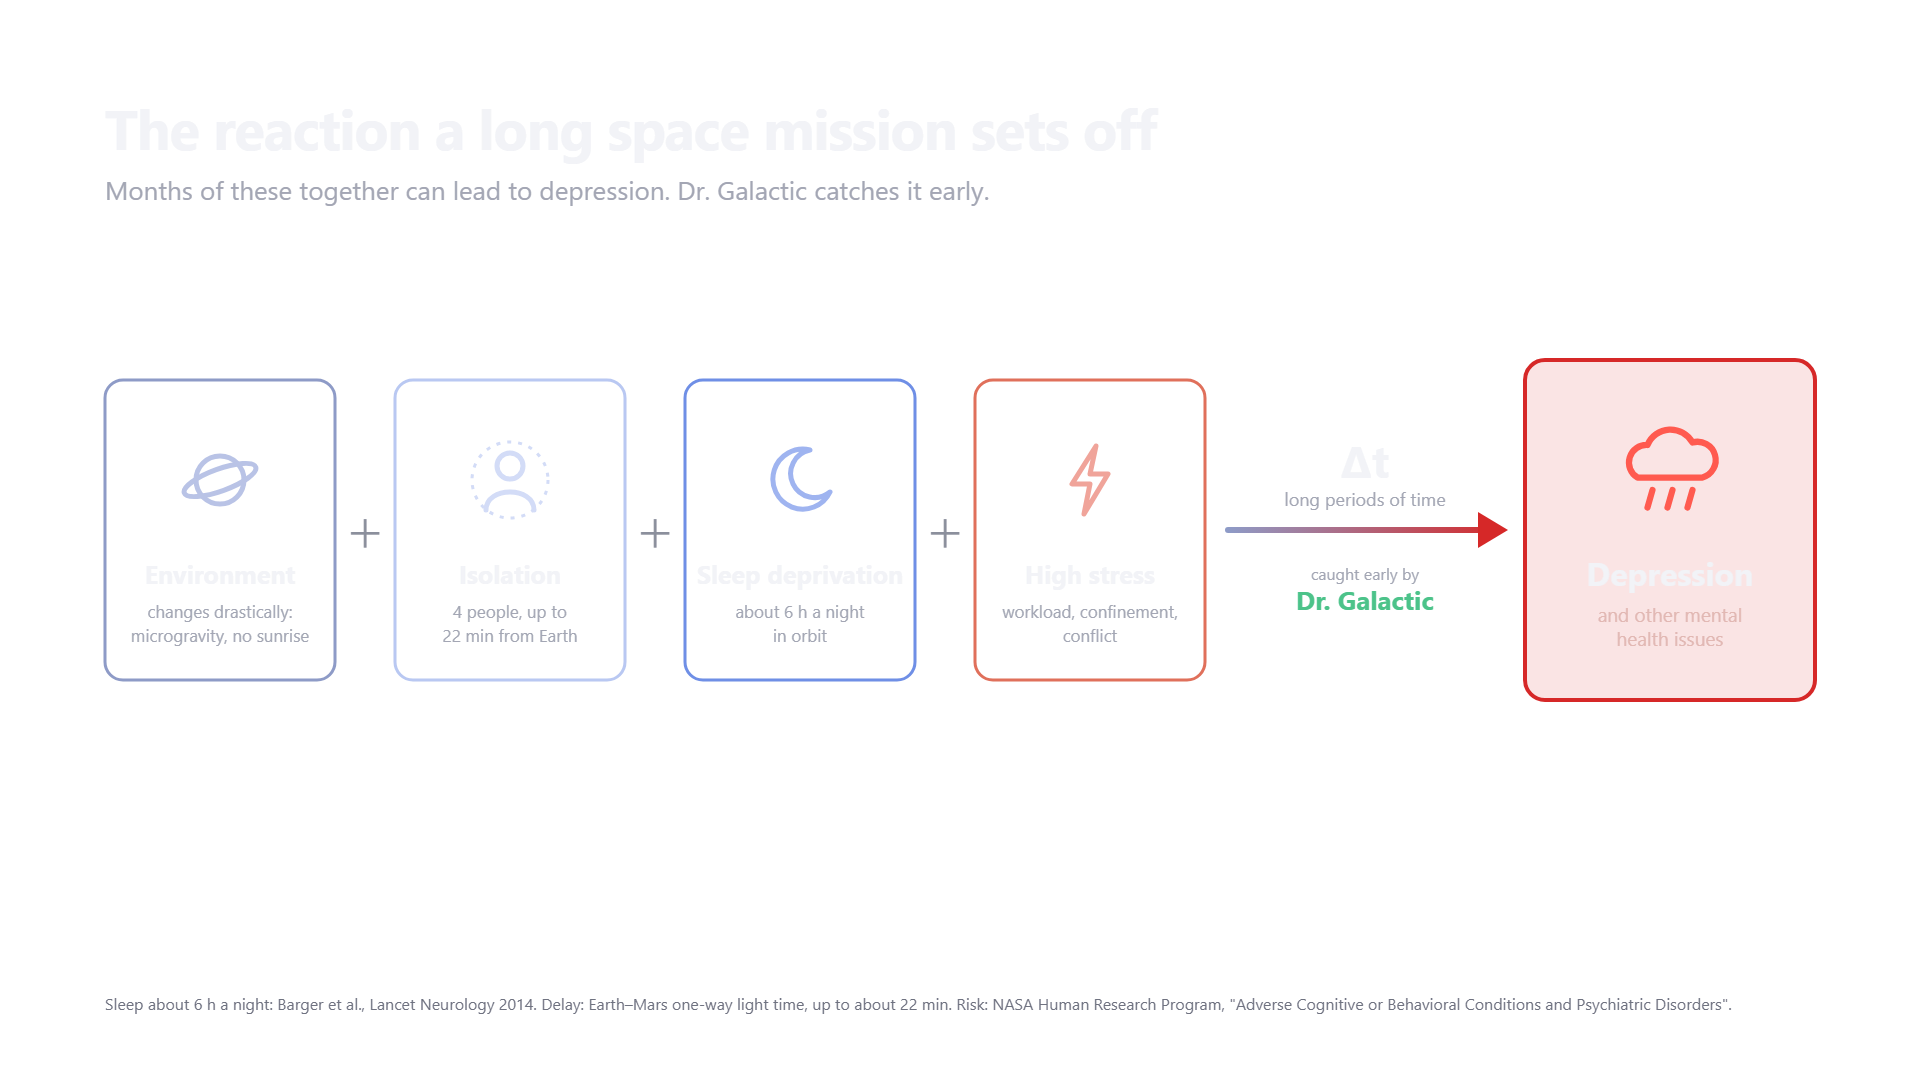 The reaction a long space mission sets off
Months of these together can lead to depression. Dr. Galactic catches it early.
Environment
changes drastically:
microgravity, no sunrise
+
Isolation
4 people, up to
22 min from Earth
+
Sleep deprivation
about 6 h a night
in orbit
+
High stress
workload, confinement,
conflict
Δt
long periods of time
caught early by
Dr. Galactic
Depression
and other mental
health issues
Sleep about 6 h a night: Barger et al., Lancet Neurology 2014. Delay: Earth–Mars one-way light time, up to about 22 min. Risk: NASA Human Research Program, "Adverse Cognitive or Behavioral Conditions and Psychiatric Disorders".